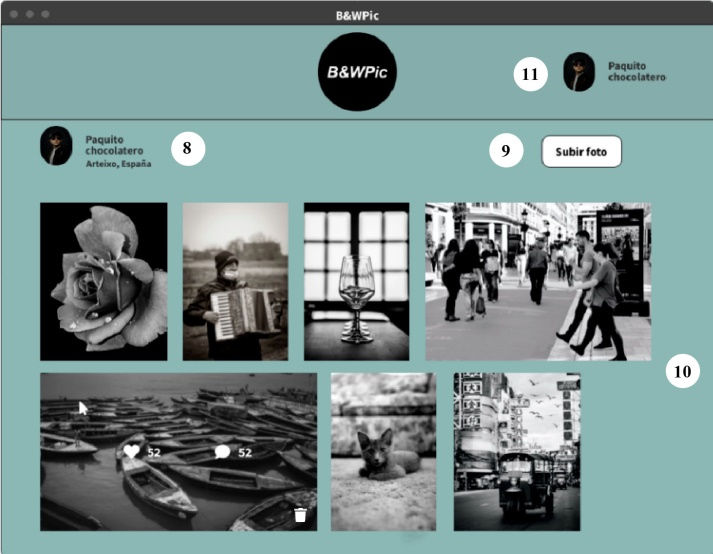 B&WPic
B&WPic
11
Paquito
chocolatero
Paquito
chocolatero
Arteixo, España
8
9
Subir foto
10
52
52